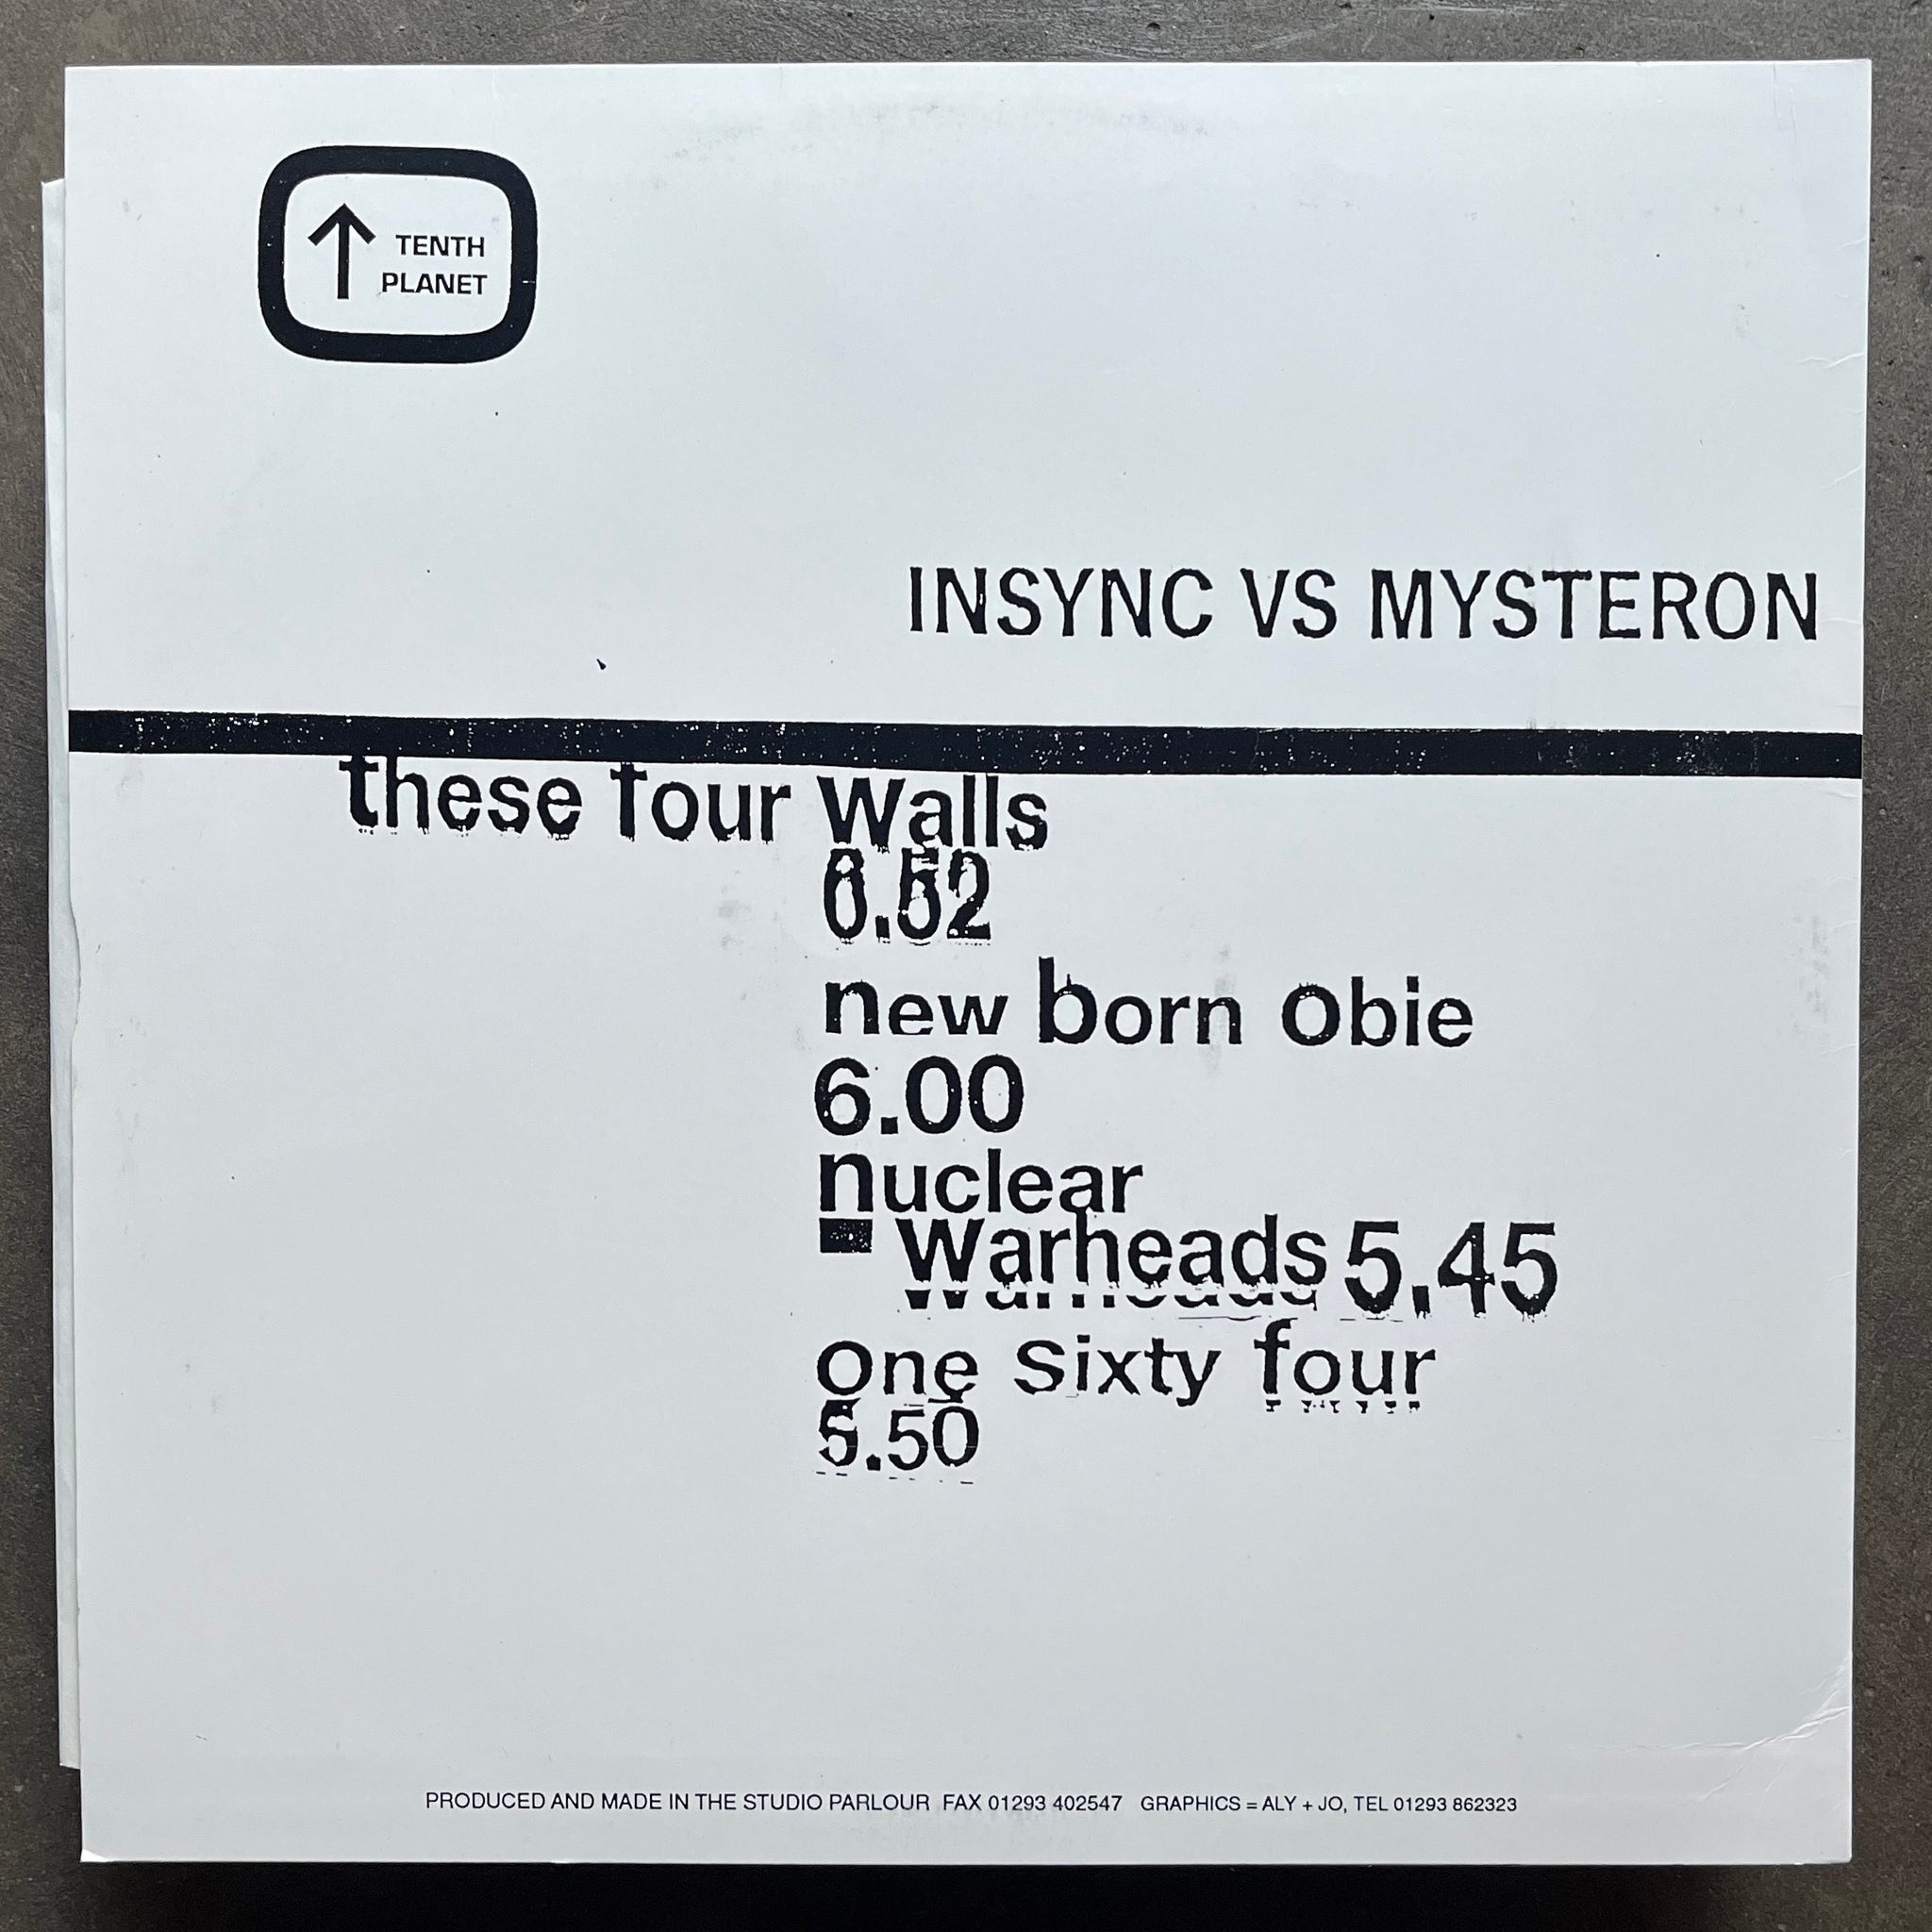 TENTH
PLANET
INSYNC VS MYSTERON
these four Walls
6.52
new born Obie
6.00
nuclear
Warheads 5.45
One Sixty four
5.50
PRODUCED AND MADE IN THE STUDIO PARLOUR FAX 01293 402547 GRAPHICS = ALY + JO, TEL 01293 862323